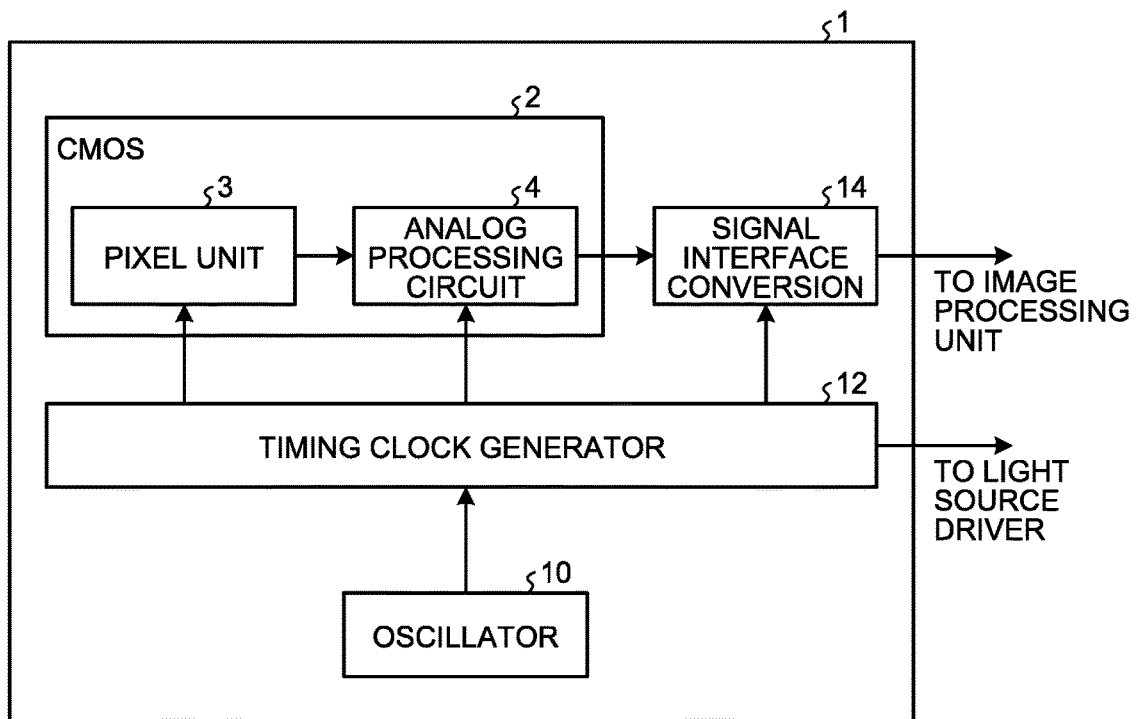 1
2
CMOS
3
4
14
PIXEL UNIT
ANALOG
PROCESSING
CIRCUIT
SIGNAL
INTERFACE
CONVERSION
TO IMAGE
PROCESSING
UNIT
12
TIMING CLOCK GENERATOR
TO LIGHT
SOURCE
DRIVER
10
OSCILLATOR